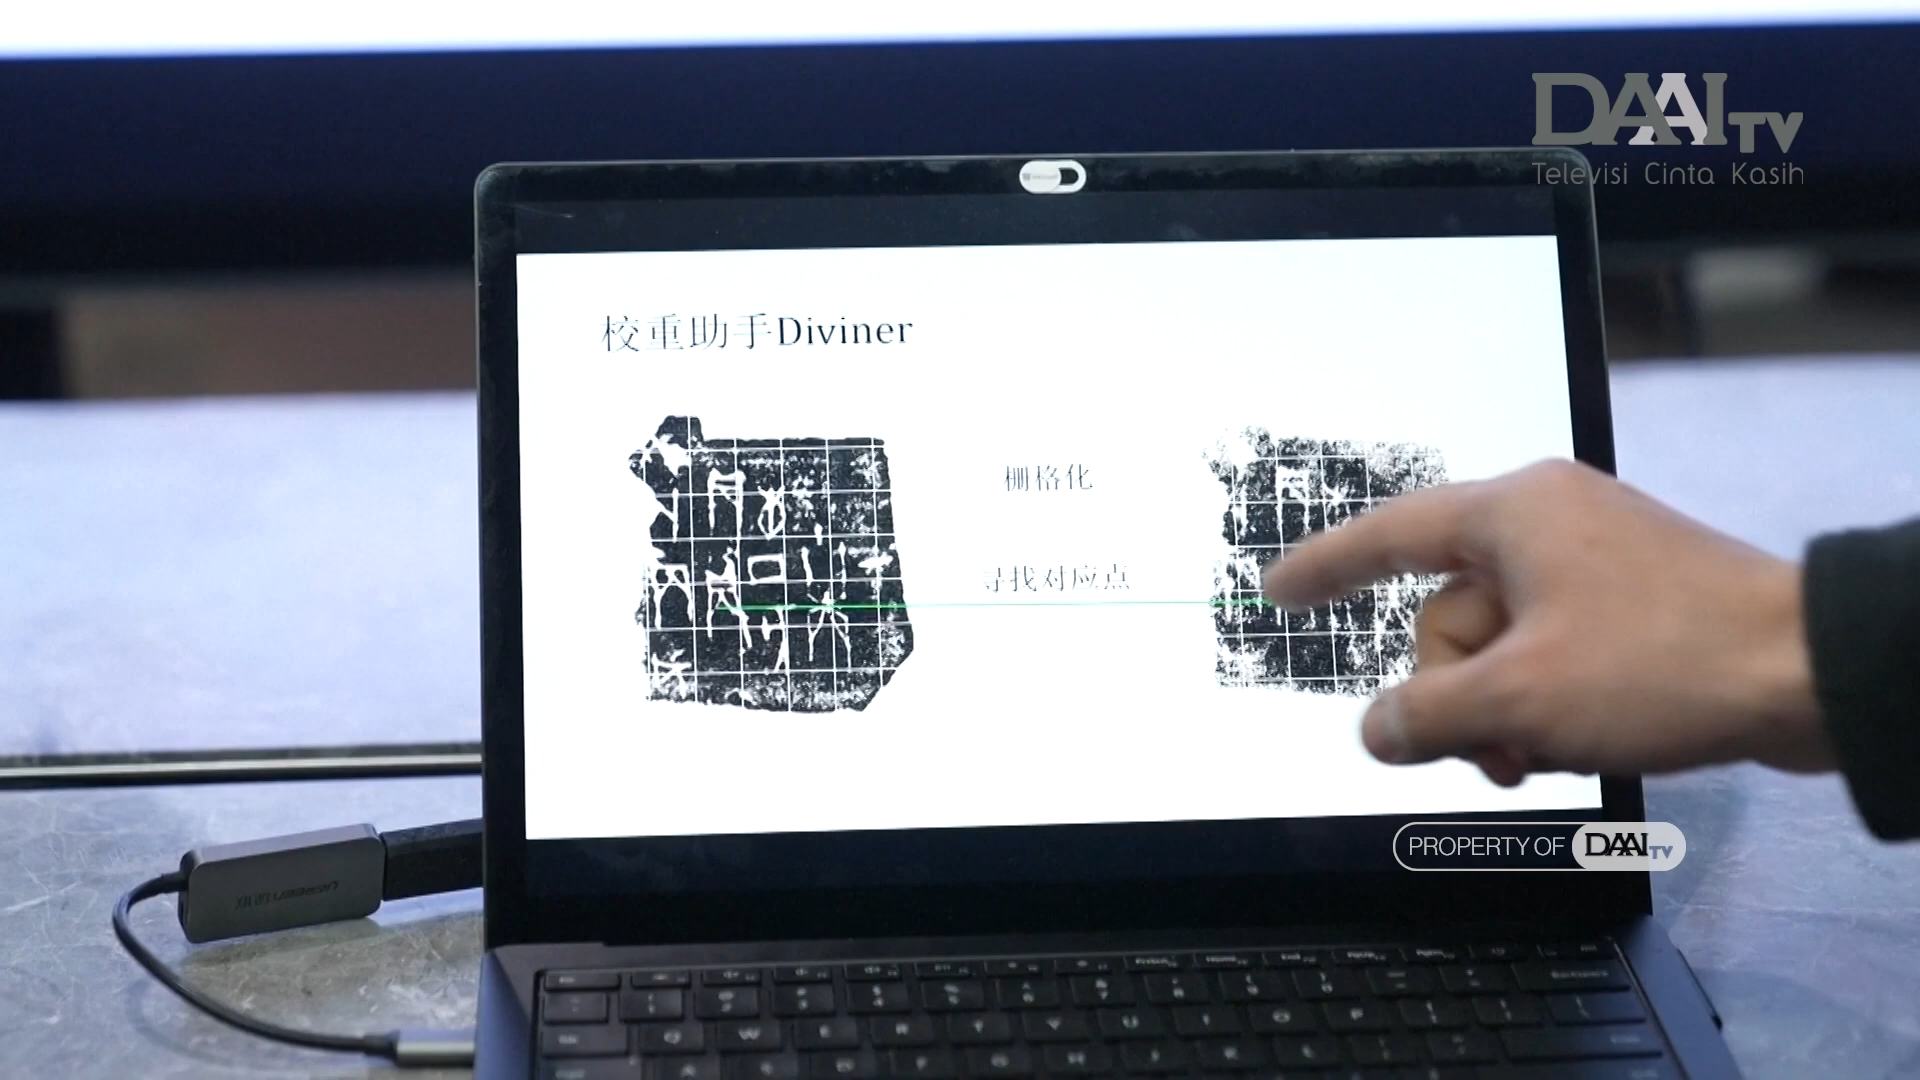 DAAI TV
Televisi Cinta Kasih
校重助手Diviner
栅格化
寻找对应点
PROPERTY OF DAAI TV
UGREEN
Q W E R T Y U I O P